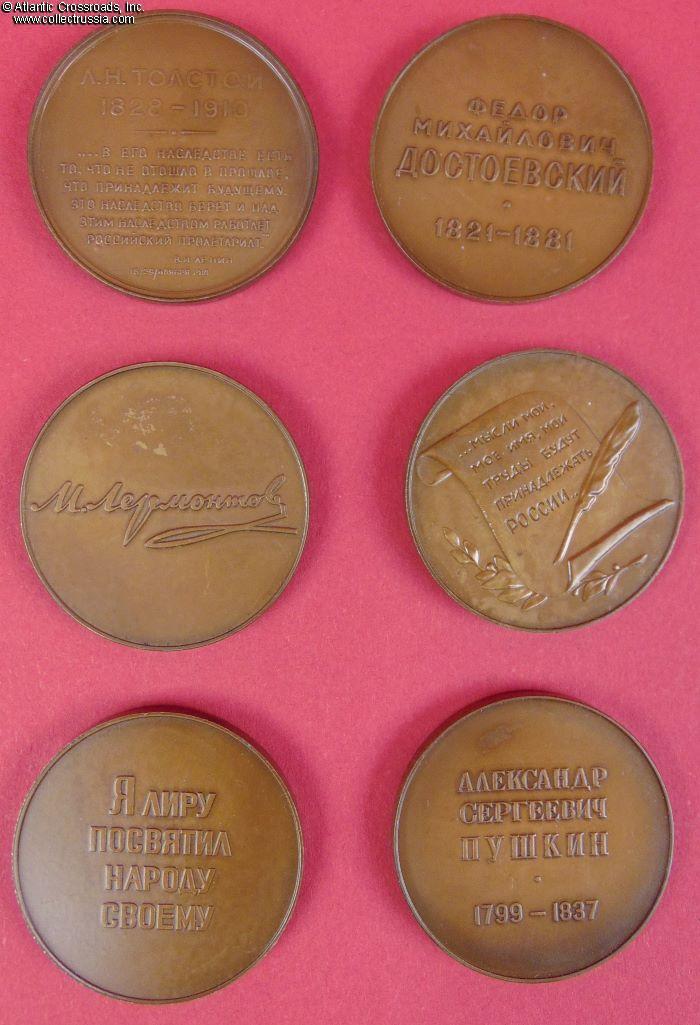 © Atlantic Crossroads, Inc.
www.collectrussia.com
Л.Н. ТОЛСТОЙ
1828 - 1910
„... В ЕГО НАСЛЕДСТВЕ ЕСТЬ
ТО, ЧТО НЕ ОТОШЛО В ПРОШЛОЕ,
ЧТО ПРИНАДЛЕЖИТ БУДУЩЕМУ.
ЭТО НАСЛЕДСТВО БЕРЕТ И НАД
ЭТИМ НАСЛЕДСТВОМ РАБОТАЕТ
РОССИЙСКИЙ ПРОЛЕТАРИАТ."
В.И. ЛЕНИН
ФЕДОР
МИХАЙЛОВИЧ
ДОСТОЕВСКИЙ
1821-1881
М. Лермонтов
...МЫСЛИ МОИ,
МОЕ ИМЯ, МОИ
ТРУДЫ БУДУТ
ПРИНАДЛЕЖАТЬ
РОССИИ...
Я ЛИРУ
ПОСВЯТИЛ
НАРОДУ
СВОЕМУ
АЛЕКСАНДР
СЕРГЕЕВИЧ
ПУШКИН
1799 - 1837